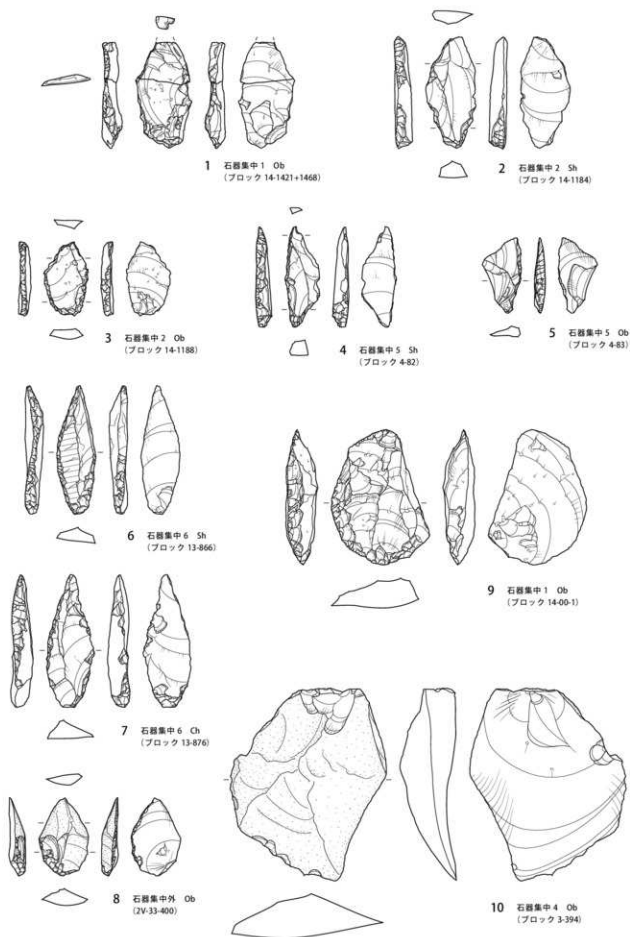 1 石器集中 1 Ob
(ブロック 14-1421+1468)
2 石器集中 2 Sh
(ブロック 14-1184)
3 石器集中 2 Ob
(ブロック 14-1188)
4 石器集中 5 Sh
(ブロック 4-82)
5 石器集中 5 Ob
(ブロック 4-83)
6 石器集中 6 Sh
(ブロック 13-866)
9 石器集中 1 Ob
(ブロック 14-00-1)
7 石器集中 6 Ch
(ブロック 13-876)
8 石器集中外 Ob
(2V-33-400)
10 石器集中 4 Ob
(ブロック 3-394)